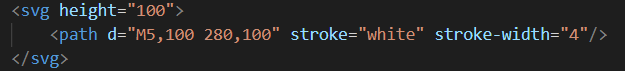 <svg height="100">
<path d="M5,100 280,100" stroke="white" stroke-width="4"/>
</svg>